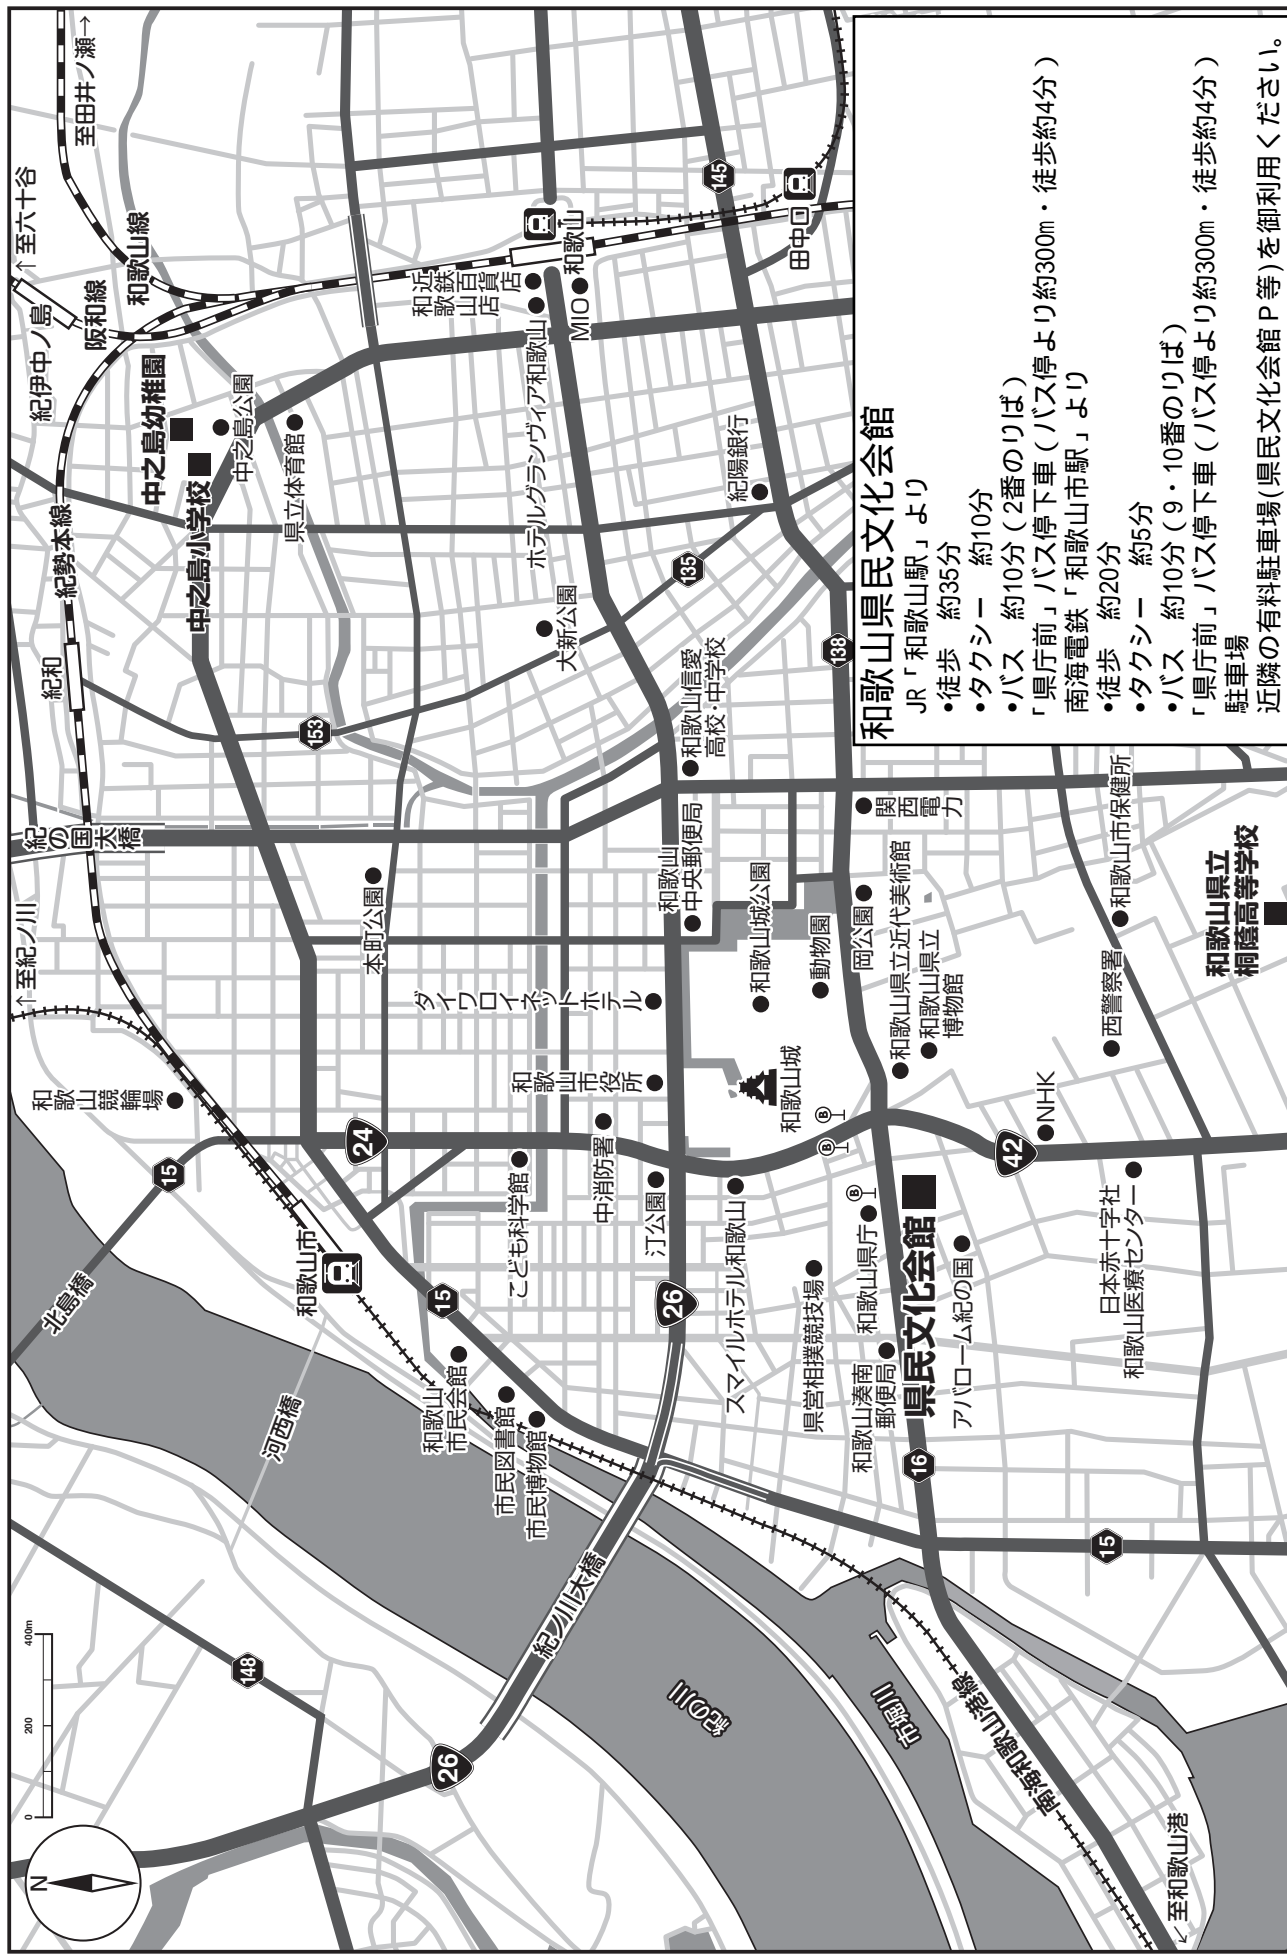 和歌山県民文化会館
JR「和歌山駅」より
•徒歩　約35分
•タクシー　約10分
•バス　約10分（2番のりば）
「県庁前」バス停下車（バス停より約300m・徒歩約4分）
南海電鉄「和歌山市駅」より
•徒歩　約20分
•タクシー　約5分
•バス　約10分（9・10番のりば）
「県庁前」バス停下車（バス停より約300m・徒歩約4分）
駐車場
近隣の有料駐車場(県民文化会館Ｐ等)を御利用ください。
N
0
200
400m
26
148
北島橋
河西橋
紀ノ川大橋
紀の川
市堀川
南海和歌山港線
←至和歌山港
15
和歌山競輪場
↑至紀ノ川
和歌山市
24
15
和歌山
市民会館
市民図書館
市民博物館
こども科学館
中消防署
汀公園
26
和歌山市役所
ダイワロイネットホテル
本町公園
紀の国大橋
紀和
紀勢本線
153
中之島小学校
中之島幼稚園
中之島公園
県立体育館
紀伊中ノ島
↑至六十谷
阪和線
和歌山線
至田井ノ瀬→
近鉄百貨店
和歌山店
ホテルグランヴィア和歌山
和歌山
MIO
145
田中口
紀陽銀行
135
大新公園
138
和歌山信愛
高校・中学校
和歌山
中央郵便局
和歌山城公園
動物園
岡公園
関西電力
和歌山城
B
B
B
和歌山県立近代美術館
和歌山県立
博物館
スマイルホテル和歌山
県営相撲競技場
和歌山県庁
和歌山湊南
郵便局
県民文化会館
アバローム紀の国
16
15
42
NHK
日本赤十字社
和歌山医療センター
西警察署
和歌山市保健所
和歌山県立
桐蔭高等学校